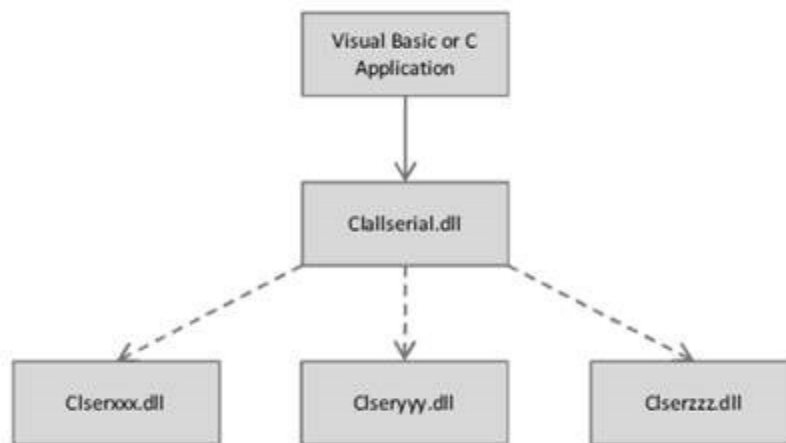 Visual Basic or C
Application
Clallserial.dll
Clserxxx.dll
Clseryyy.dll
Clserzzz.dll